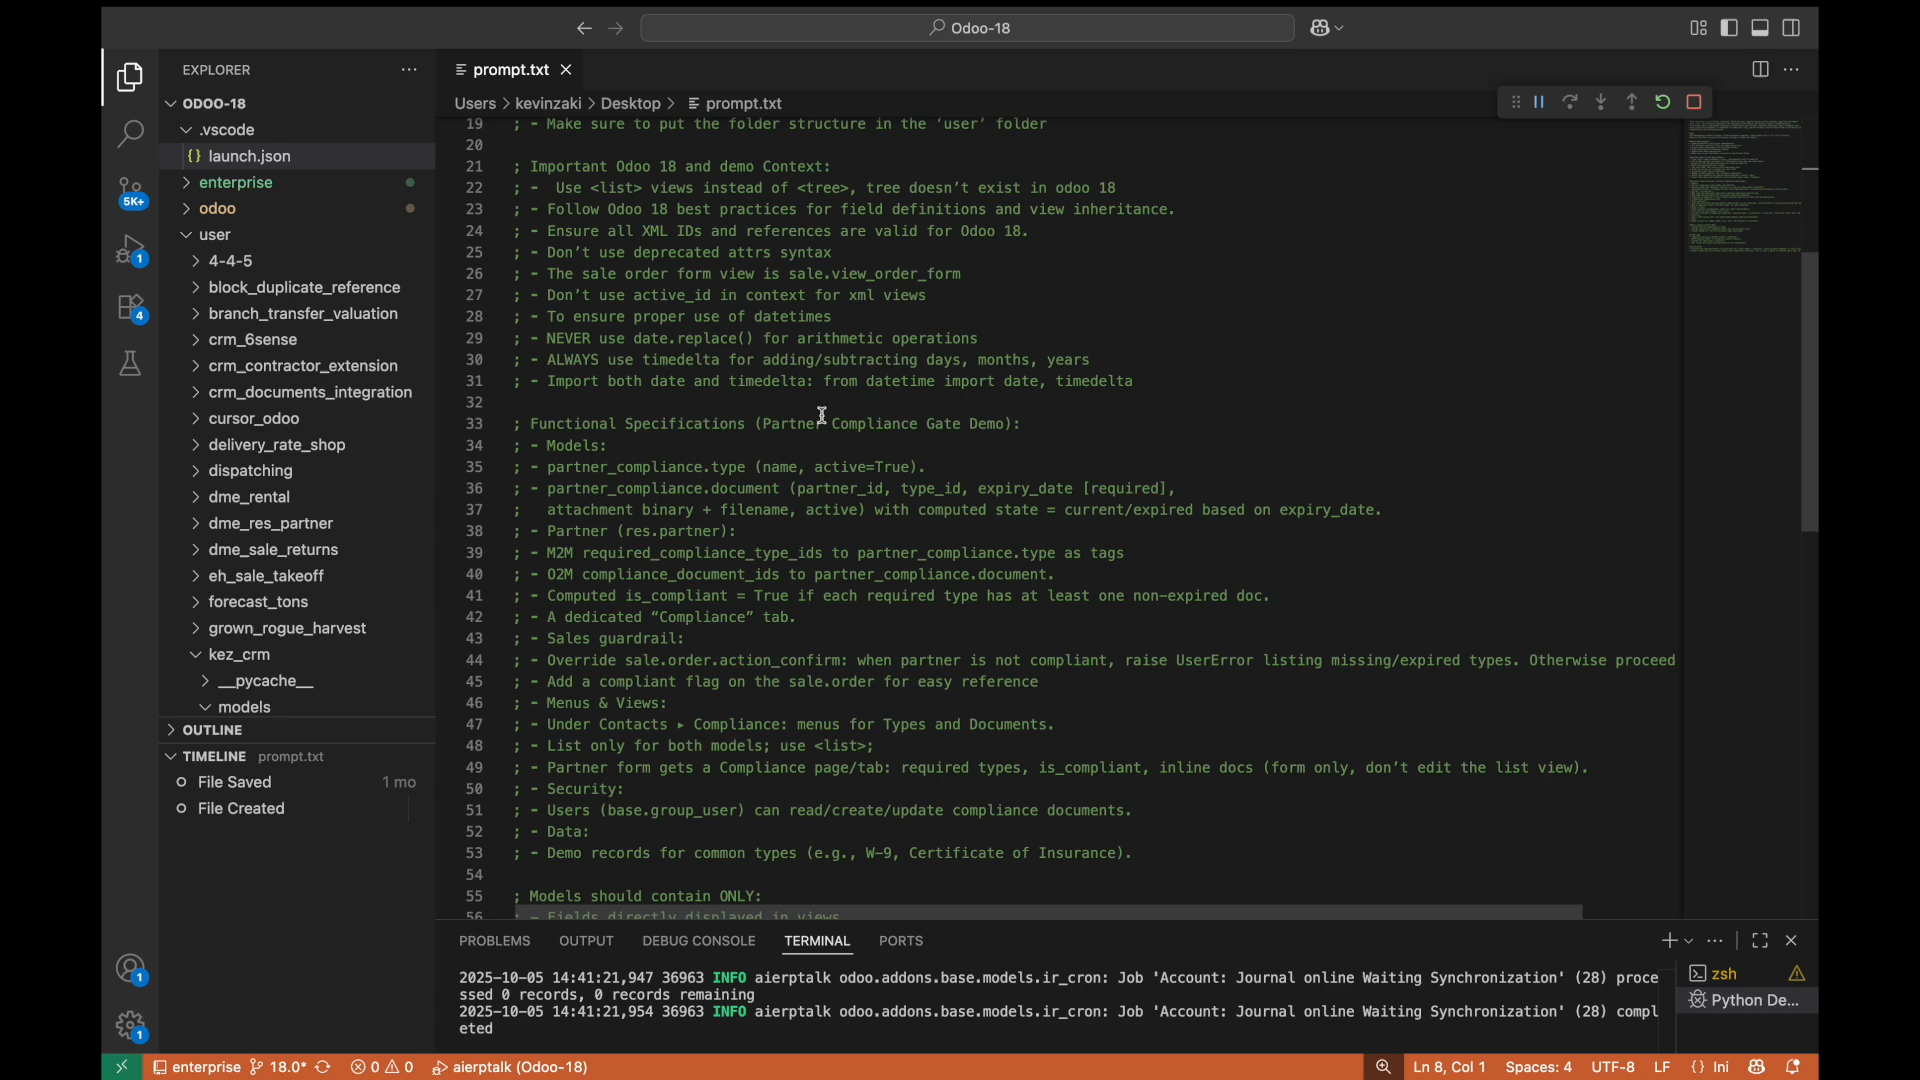 Odoo-18
EXPLORER
prompt.txt
ODOO-18
Users > kevinzaki > Desktop > prompt.txt
.vscode
launch.json
enterprise
odoo
user
4-4-5
block_duplicate_reference
branch_transfer_valuation
crm_6sense
crm_contractor_extension
crm_documents_integration
cursor_odoo
delivery_rate_shop
dispatching
dme_rental
dme_res_partner
dme_sale_returns
eh_sale_takeoff
forecast_tons
grown_rogue_harvest
kez_crm
__pycache__
models
OUTLINE
TIMELINE prompt.txt
File Saved 1 mo
File Created
5K+
1
4
1
1
19 ; - Make sure to put the folder structure in the ‘user’ folder
20
21 ; Important Odoo 18 and demo Context:
22 ; -  Use <list> views instead of <tree>, tree doesn’t exist in odoo 18
23 ; - Follow Odoo 18 best practices for field definitions and view inheritance.
24 ; - Ensure all XML IDs and references are valid for Odoo 18.
25 ; - Don’t use deprecated attrs syntax
26 ; - The sale order form view is sale.view_order_form
27 ; - Don’t use active_id in context for xml views
28 ; - To ensure proper use of datetimes
29 ; - NEVER use date.replace() for arithmetic operations
30 ; - ALWAYS use timedelta for adding/subtracting days, months, years
31 ; - Import both date and timedelta: from datetime import date, timedelta
32
33 ; Functional Specifications (Partner Compliance Gate Demo):
34 ; - Models:
35 ; - partner_compliance.type (name, active=True).
36 ; - partner_compliance.document (partner_id, type_id, expiry_date [required],
37 ;   attachment binary + filename, active) with computed state = current/expired based on expiry_date.
38 ; - Partner (res.partner):
39 ; - M2M required_compliance_type_ids to partner_compliance.type as tags
40 ; - O2M compliance_document_ids to partner_compliance.document.
41 ; - Computed is_compliant = True if each required type has at least one non-expired doc.
42 ; - A dedicated “Compliance” tab.
43 ; - Sales guardrail:
44 ; - Override sale.order.action_confirm: when partner is not compliant, raise UserError listing missing/expired types. Otherwise proceed
45 ; - Add a compliant flag on the sale.order for easy reference
46 ; - Menus & Views:
47 ; - Under Contacts ▸ Compliance: menus for Types and Documents.
48 ; - List only for both models; use <list>;
49 ; - Partner form gets a Compliance page/tab: required types, is_compliant, inline docs (form only, don’t edit the list view).
50 ; - Security:
51 ; - Users (base.group_user) can read/create/update compliance documents.
52 ; - Data:
53 ; - Demo records for common types (e.g., W-9, Certificate of Insurance).
54
55 ; Models should contain ONLY:
56 ; - Fields directly displayed in views
PROBLEMS OUTPUT DEBUG CONSOLE TERMINAL PORTS
2025-10-05 14:41:21,947 36963 INFO aierptalk odoo.addons.base.models.ir_cron: Job 'Account: Journal online Waiting Synchronization' (28) proce
ssed 0 records, 0 records remaining
2025-10-05 14:41:21,954 36963 INFO aierptalk odoo.addons.base.models.ir_cron: Job 'Account: Journal online Waiting Synchronization' (28) compl
eted
zsh
Python De...
enterprise 18.0* 0 0 aierptalk (Odoo-18) Ln 8, Col 1 Spaces: 4 UTF-8 LF {} Ini